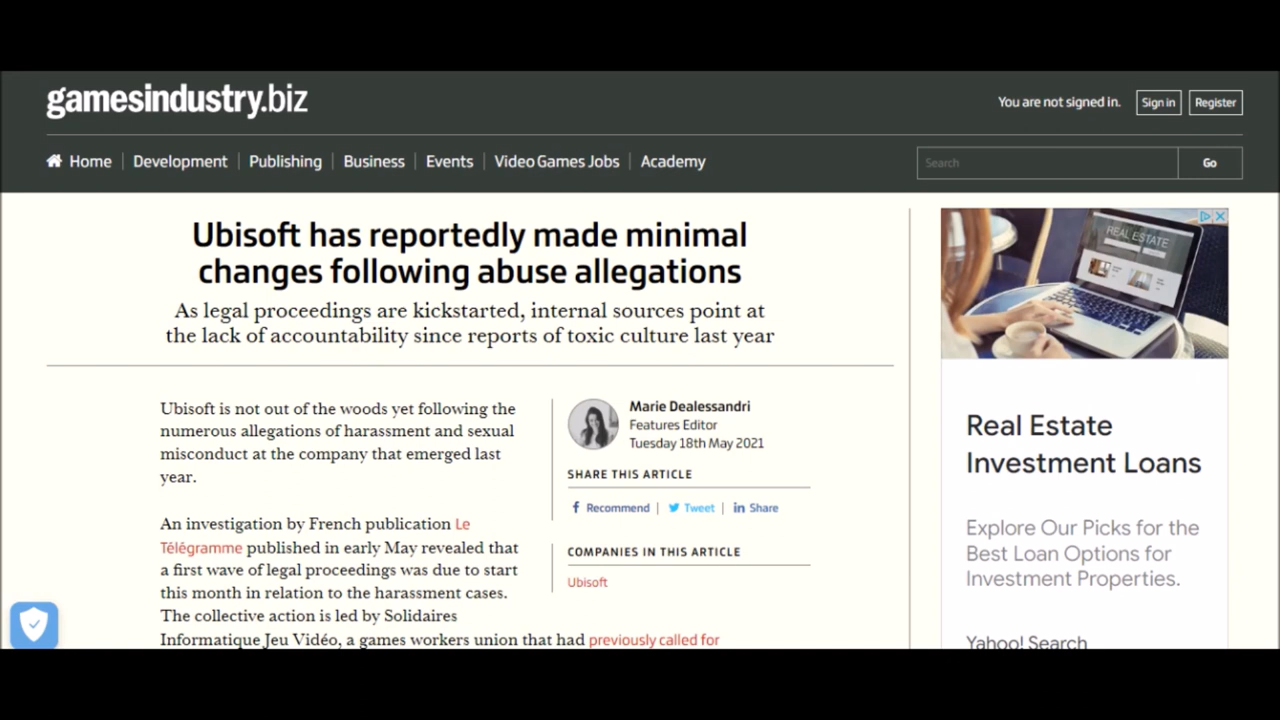 gamesindustry.biz
You are not signed in.
Sign in
Register
Home
Development
Publishing
Business
Events
Video Games Jobs
Academy
Search
Go
Ubisoft has reportedly made minimal
changes following abuse allegations
As legal proceedings are kickstarted, internal sources point at
the lack of accountability since reports of toxic culture last year
Ubisoft is not out of the woods yet following the
numerous allegations of harassment and sexual
misconduct at the company that emerged last
year.
An investigation by French publication Le
Télégramme published in early May revealed that
a first wave of legal proceedings was due to start
this month in relation to the harassment cases.
The collective action is led by Solidaires
Informatique Jeu Vidéo, a games workers union that had previously called for
Marie Dealessandri
Features Editor
Tuesday 18th May 2021
SHARE THIS ARTICLE
Recommend
Tweet
in Share
COMPANIES IN THIS ARTICLE
Ubisoft
REAL ESTATE
Real Estate
Investment Loans
Explore Our Picks for the
Best Loan Options for
Investment Properties.
Yahoo! Search